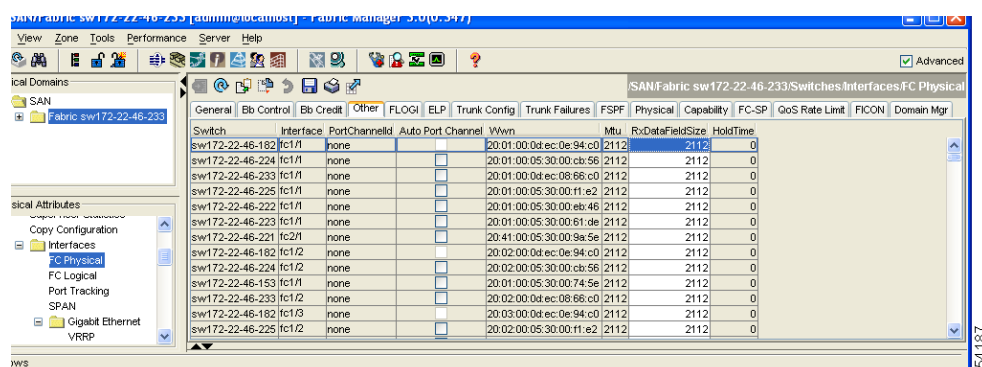 SAN/Fabric sw172-22-46-233 [admin@localhost] - Fabric Manager 3.0(0.347)
View Zone Tools Performance Server Help
Advanced
ical Domains
/SAN/Fabric sw172-22-46-233/Switches/Interfaces/FC Physical
SAN
Fabric sw172-22-46-233
General Bb Control Bb Credit Other FLOGI ELP Trunk Config Trunk Failures FSPF Physical Capability FC-SP QoS Rate Limit FICON Domain Mgr
Switch Interface PortChannelId Auto Port Channel Wwn Mtu RxDataFieldSize HoldTime
sw172-22-46-182 fc1/1 none 20:01:00:0d:ec:0e:94:c0 2112 2112 0
sw172-22-46-224 fc1/1 none 20:01:00:05:30:00:cb:56 2112 2112 0
sw172-22-46-233 fc1/1 none 20:01:00:0d:ec:08:66:c0 2112 2112 0
sw172-22-46-225 fc1/1 none 20:01:00:05:30:00:f1:e2 2112 2112 0
sw172-22-46-222 fc1/1 none 20:01:00:05:30:00:eb:46 2112 2112 0
sw172-22-46-223 fc1/1 none 20:01:00:05:30:00:61:de 2112 2112 0
sw172-22-46-221 fc2/1 none 20:41:00:05:30:00:9a:5e 2112 2112 0
sw172-22-46-182 fc1/2 none 20:02:00:0d:ec:0e:94:c0 2112 2112 0
sw172-22-46-224 fc1/2 none 20:02:00:05:30:00:cb:56 2112 2112 0
sw172-22-46-153 fc1/1 none 20:01:00:05:30:00:74:5e 2112 2112 0
sw172-22-46-233 fc1/2 none 20:02:00:0d:ec:08:66:c0 2112 2112 0
sw172-22-46-182 fc1/3 none 20:03:00:0d:ec:0e:94:c0 2112 2112 0
sw172-22-46-225 fc1/2 none 20:02:00:05:30:00:f1:e2 2112 2112 0
sical Attributes
Copy Configuration
Interfaces
FC Physical
FC Logical
Port Tracking
SPAN
Gigabit Ethernet
VRRP
ows
54187